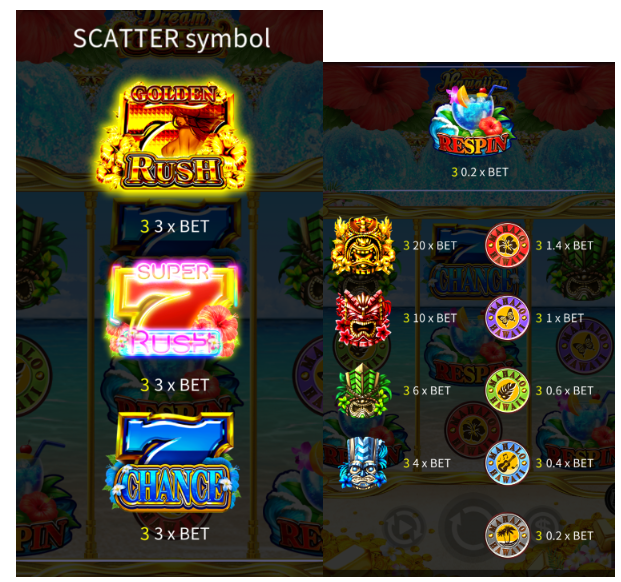 SCATTER symbol
GOLDEN
7
RUSH
3 3 x BET
SUPER
7
RUSH
3 3 x BET
7
CHANGE
3 3 x BET
RESPIN
3 0.2 x BET
3 20 x BET
3 1.4 x BET
3 10 x BET
3 1 x BET
3 6 x BET
3 0.6 x BET
3 4 x BET
3 0.4 x BET
3 0.2 x BET